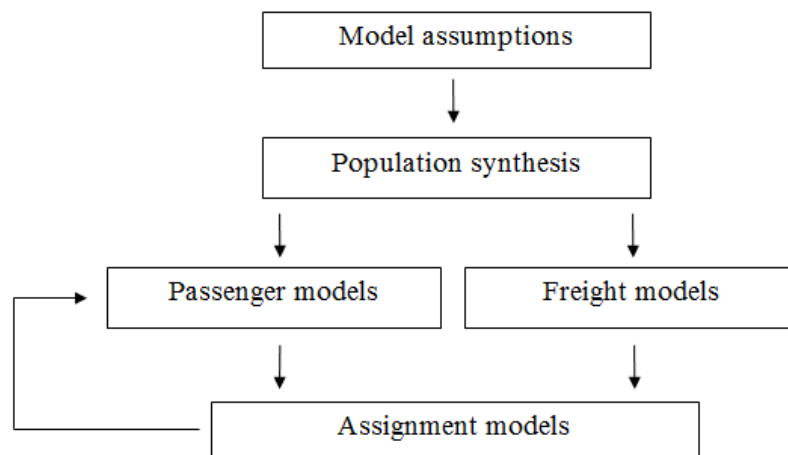 Model assumptions
Population synthesis
Passenger models
Freight models
Assignment models